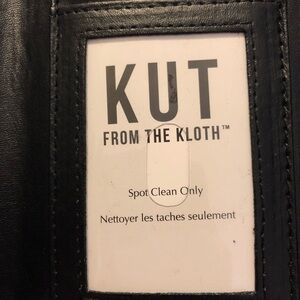 KUT
FROM THE KLOTH™
Spot Clean Only
Nettoyer les taches seulement